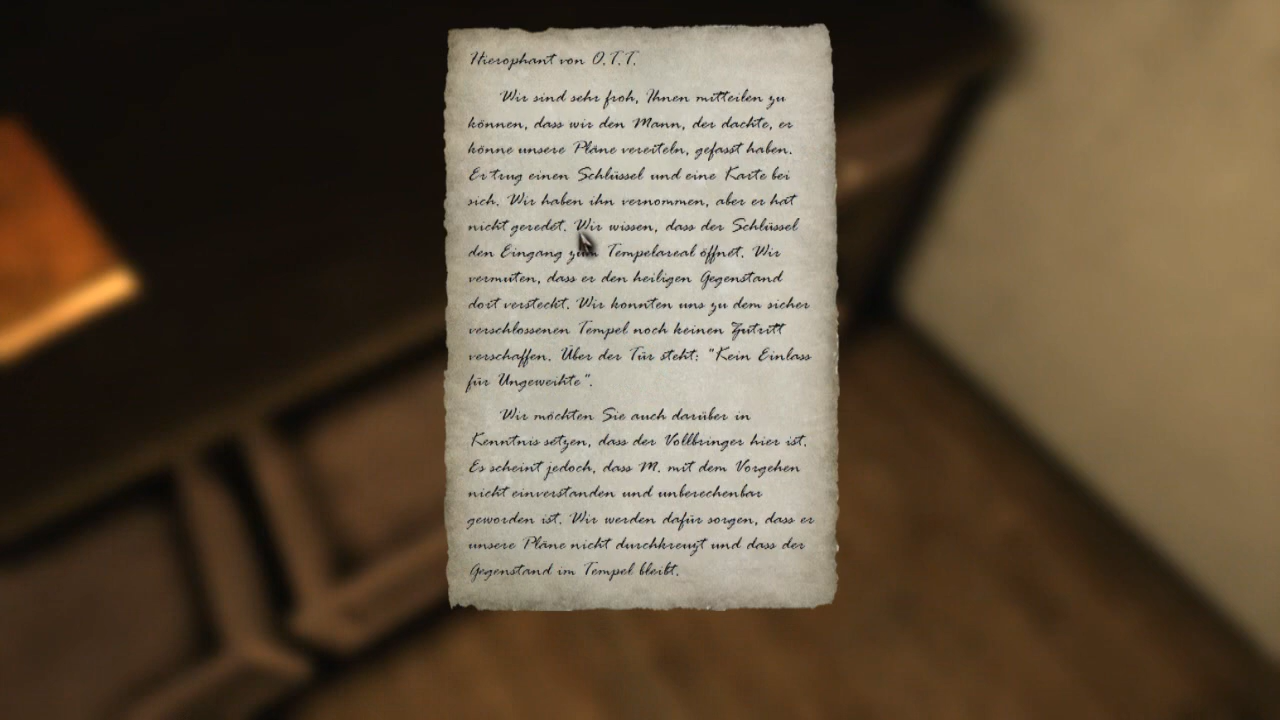 Hierophant von O.T.T.
Wir sind sehr froh, Ihnen mitteilen zu
können, dass wir den Mann, der dachte, er
könne unsere Pläne vereiteln, gefasst haben.
Er trug einen Schlüssel und eine Karte bei
sich. Wir haben ihn vernommen, aber er hat
nicht geredet. Wir wissen, dass der Schlüssel
den Eingang zum Tempelareal öffnet. Wir
vermuten, dass er den heiligen Gegenstand
dort versteckt. Wir konnten uns zu dem sicher
verschlossenen Tempel noch keinen Zutritt
verschaffen. Über der Tür steht: "Kein Einlass
für Ungeweihte".
Wir möchten Sie auch darüber in
Kenntnis setzen, dass der Vollbringer hier ist.
Es scheint jedoch, dass M. mit dem Vorgehen
nicht einverstanden und unberechenbar
geworden ist. Wir werden dafür sorgen, dass er
unsere Pläne nicht durchkreuzt und dass der
Gegenstand im Tempel bleibt.